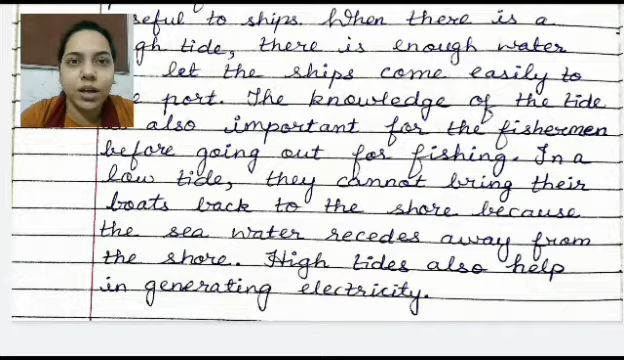 useful to ships. When there is a
high tide, there is enough water
let the ships come easily to
port. The knowledge of the tide
also important for the fishermen
before going out for fishing. In a
low tide, they cannot bring their
boats back to the shore because
the sea water recedes away from
the shore. High tides also help
in generating electricity.